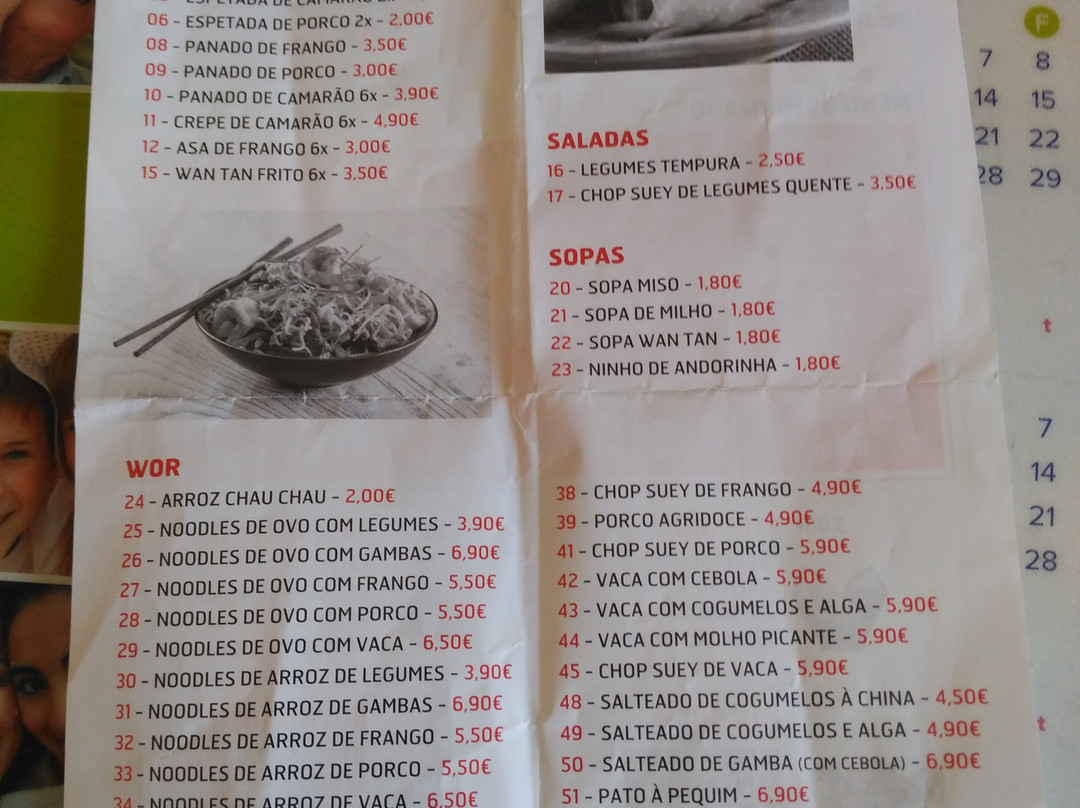 06 - ESPETADA DE PORCO 2x - 2,00€
08 - PANADO DE FRANGO - 3,50€
09 - PANADO DE PORCO - 3,00€
10 - PANADO DE CAMARÃO 6x - 3,90€
11 - CREPE DE CAMARÃO 6x - 4,90€
12 - ASA DE FRANGO 6x - 3,00€
15 - WAN TAN FRITO 6x - 3,50€
SALADAS
16 - LEGUMES TEMPURA - 2,50€
17 - CHOP SUEY DE LEGUMES QUENTE - 3,50€
SOPAS
20 - SOPA MISO - 1,80€
21 - SOPA DE MILHO - 1,80€
22 - SOPA WAN TAN - 1,80€
23 - NINHO DE ANDORINHA - 1,80€
WOR
24 - ARROZ CHAU CHAU - 2,00€
25 - NOODLES DE OVO COM LEGUMES - 3,90€
26 - NOODLES DE OVO COM GAMBAS - 6,90€
27 - NOODLES DE OVO COM FRANGO - 5,50€
28 - NOODLES DE OVO COM PORCO - 5,50€
29 - NOODLES DE OVO COM VACA - 6,50€
30 - NOODLES DE ARROZ DE LEGUMES - 3,90€
31 - NOODLES DE ARROZ DE GAMBAS - 6,90€
32 - NOODLES DE ARROZ DE FRANGO - 5,50€
33 - NOODLES DE ARROZ DE PORCO - 5,50€
34 - NOODLES DE ARROZ DE VACA - 6,50€
38 - CHOP SUEY DE FRANGO - 4,90€
39 - PORCO AGRIDOCE - 4,90€
41 - CHOP SUEY DE PORCO - 5,90€
42 - VACA COM CEBOLA - 5,90€
43 - VACA COM COGUMELOS E ALGA - 5,90€
44 - VACA COM MOLHO PICANTE - 5,90€
45 - CHOP SUEY DE VACA - 5,90€
48 - SALTEADO DE COGUMELOS À CHINA - 4,50€
49 - SALTEADO DE COGUMELOS E ALGA - 4,90€
50 - SALTEADO DE GAMBA (COM CEBOLA) - 6,90€
51 - PATO À PEQUIM - 6,90€
F
7 8
14 15
21 22
28 29
t
7
14
21
28
t